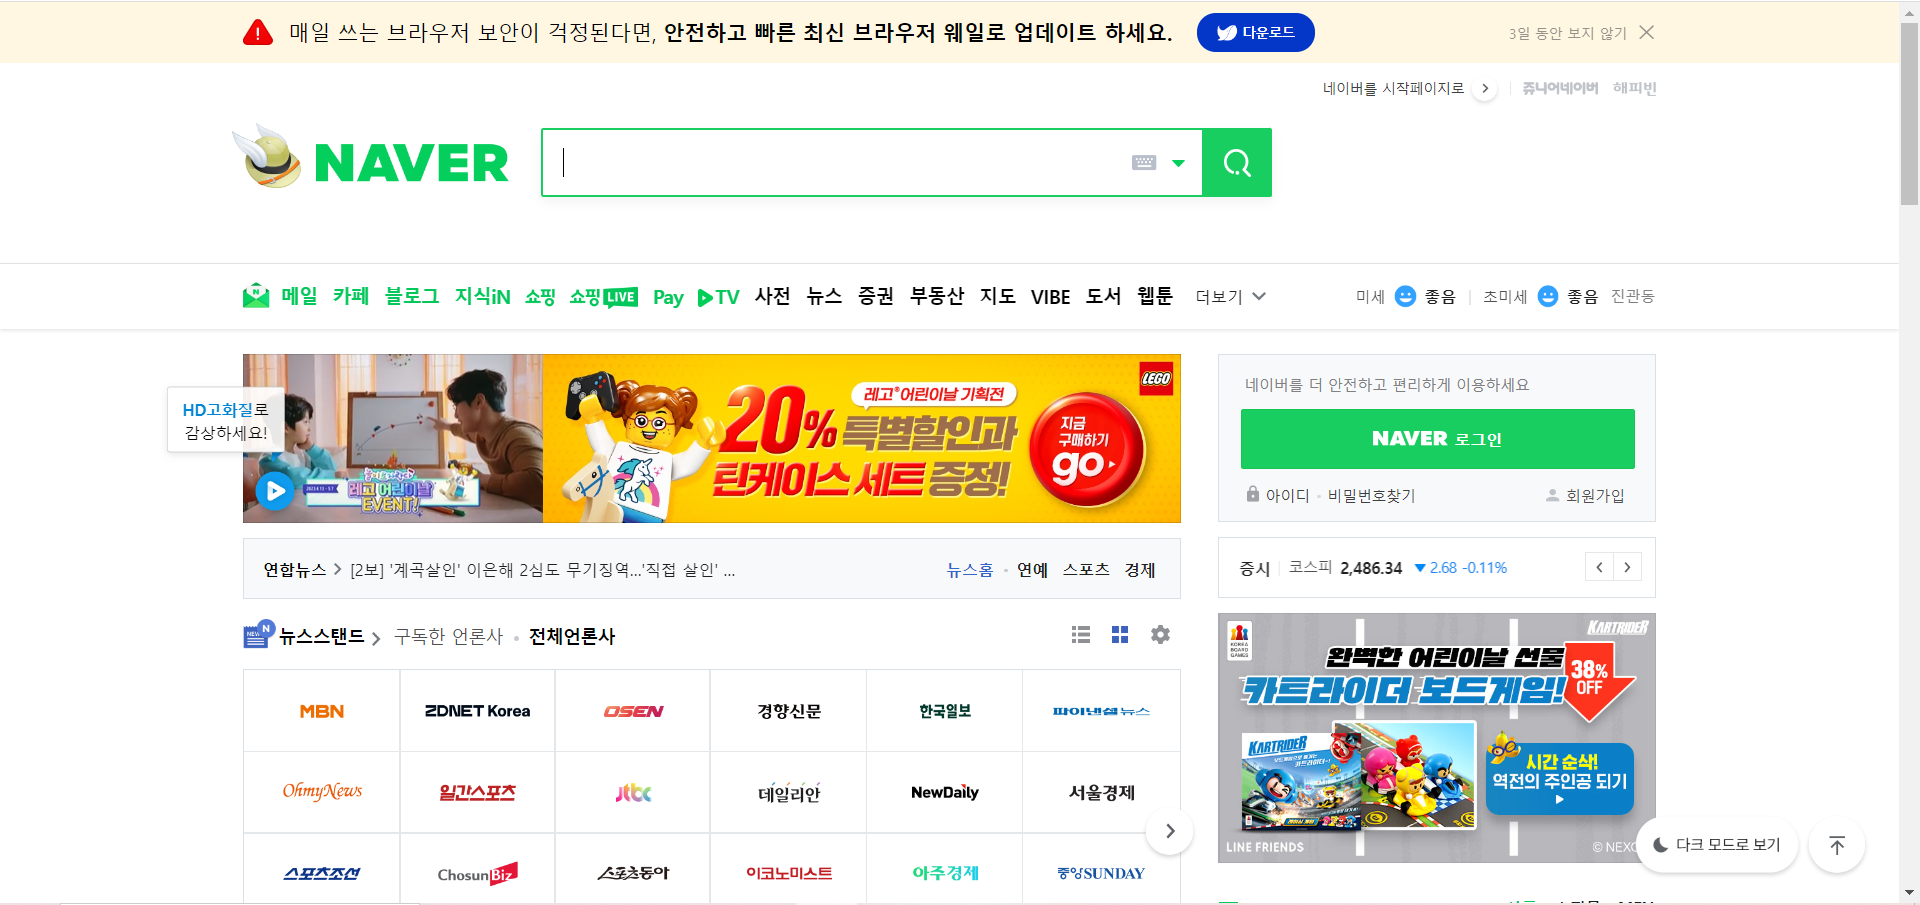 매일 쓰는 브라우저 보안이 걱정된다면, 안전하고 빠른 최신 브라우저 웨일로 업데이트 하세요.
다운로드
3일 동안 보지 않기
네이버를 시작페이지로
쥬니어네이버 해피빈
NAVER
메일 카페 블로그 지식iN 쇼핑 쇼핑LIVE Pay TV 사전 뉴스 증권 부동산 지도 VIBE 도서 웹툰 더보기
미세 좋음 초미세 좋음 진관동
HD고화질로
감상하세요!
레고 어린이날
EVENT!
레고®어린이날 기획전
20% 특별할인과
틴케이스 세트 증정!
지금
구매하기
go
LEGO
네이버를 더 안전하고 편리하게 이용하세요
NAVER 로그인
아이디 비밀번호찾기
회원가입
연합뉴스 [2보] '계곡살인' 이은해 2심도 무기징역…'직접 살인' …
뉴스홈 연예 스포츠 경제
증시 코스피 2,486.34 ▼ 2.68 -0.11%
NEW N 뉴스스탠드 구독한 언론사 전체언론사
MBN ZDNET Korea OSEN 경향신문 한국일보 파이낸셜뉴스
OhmyNews 일간스포츠 jtbc 데일리안 NewDaily 서울경제
스포츠조선 ChosunBiz 스포츠동아 이코노미스트 아주경제 중앙SUNDAY
KOREA
BOARD
GAMES
KARTRIDER
완벽한 어린이날 선물
카트라이더 보드게임!
38%
OFF
KARTRIDER
시간 순삭!
역전의 주인공 되기
LINE FRIENDS
© NEXO
다크 모드로 보기